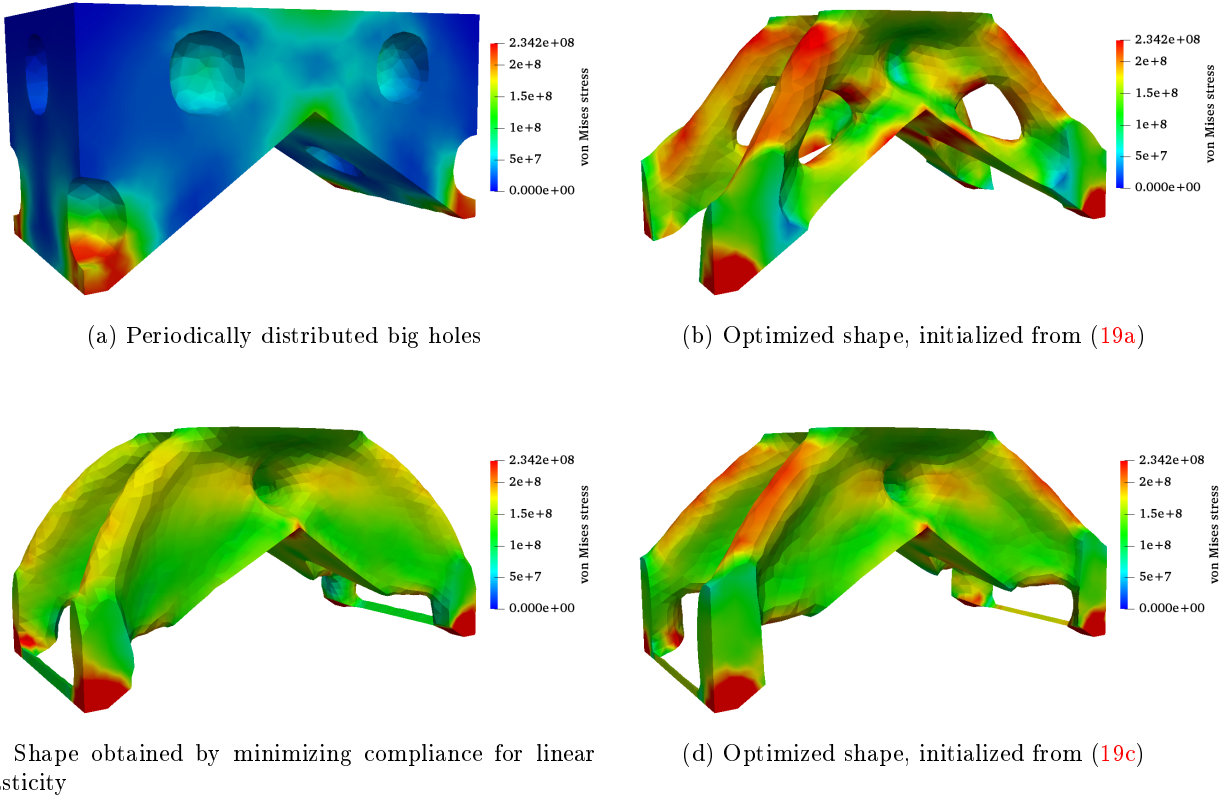 2.342e+08
2e+8
1.5e+8
1e+8
5e+7
0.000e+00
von Mises stress
2.342e+08
2e+8
1.5e+8
1e+8
5e+7
0.000e+00
von Mises stress
(a) Periodically distributed big holes
(b) Optimized shape, initialized from (19a)
2.342e+08
2e+8
1.5e+8
1e+8
5e+7
0.000e+00
von Mises stress
2.342e+08
2e+8
1.5e+8
1e+8
5e+7
0.000e+00
von Mises stress
Shape obtained by minimizing compliance for linear
sticity
(d) Optimized shape, initialized from (19c)